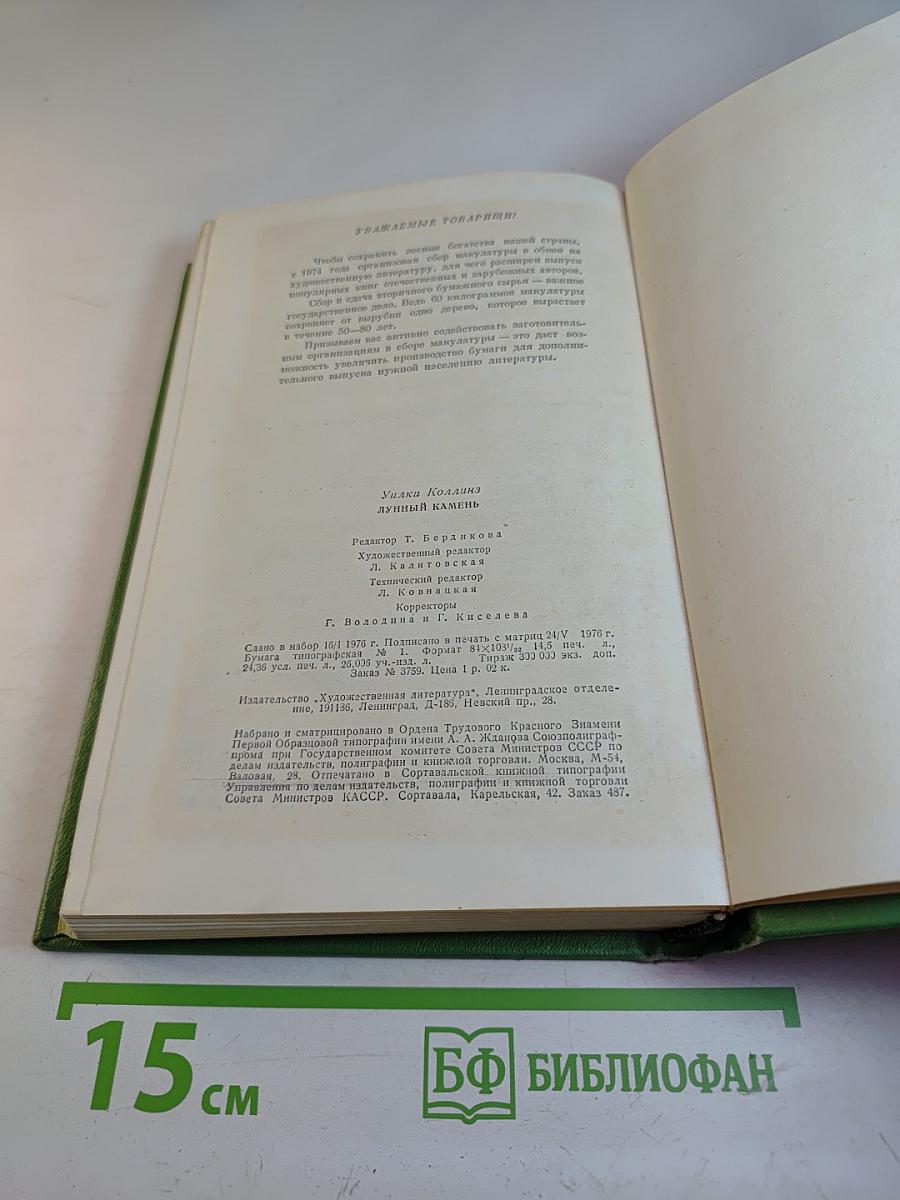 УВАЖАЕМЫЕ ТОВАРИЩИ!
Чтобы сохранить лесные богатства нашей страны,
с 1974 года организован сбор макулатуры в обмен на
художественную литературу, для чего расширен выпуск
популярных книг отечественных и зарубежных авторов,
Сбор и сдача вторичного бумажного сырья — важное
государственное дело. Ведь 60 килограммов макулатуры
сохраняет от вырубки одно дерево, которое вырастает
в течение 50—80 лет.
Призываем вас активно содействовать заготовитель-
ным организациям в сборе макулатуры — это даст воз-
можность увеличить производство бумаги для дополни-
тельного выпуска нужной населению литературы.
Уилки Коллинз
ЛУННЫЙ КАМЕНЬ
Редактор Т. Бердикова
Художественный редактор
Л. Калитовская
Технический редактор
Л. Ковнацкая
Корректоры
Г. Володина и Г. Киселева
Сдано в набор 16/I 1976 г. Подписано в печать с матриц 24/V 1976 г.
Бумага типографская № 1. Формат 84×103¹/₃₂ 14,5 печ. л.,
24,36 усл. печ. л., 26,006 уч.-изд. л. Тираж 300 000 экз. доп.
Заказ № 3759. Цена 1 р. 02 к.
Издательство „Художественная литература", Ленинградское отделе-
ние, 191186, Ленинград, Д-186, Невский пр., 28.
Набрано и сматрицировано в Ордена Трудового Красного Знамени
Первой Образцовой типографии имени А. А. Жданова Союзполиграф-
прома при Государственном комитете Совета Министров СССР по
делам издательств, полиграфии и книжной торговли. Москва, М-54,
Валовая, 28. Отпечатано в Сортавальской книжной типографии
Управления по делам издательств, полиграфии и книжной торговли
Совета Министров КАССР. Сортавала, Карельская, 42. Заказ 487.
15 см
БФ БИБЛИОФАН